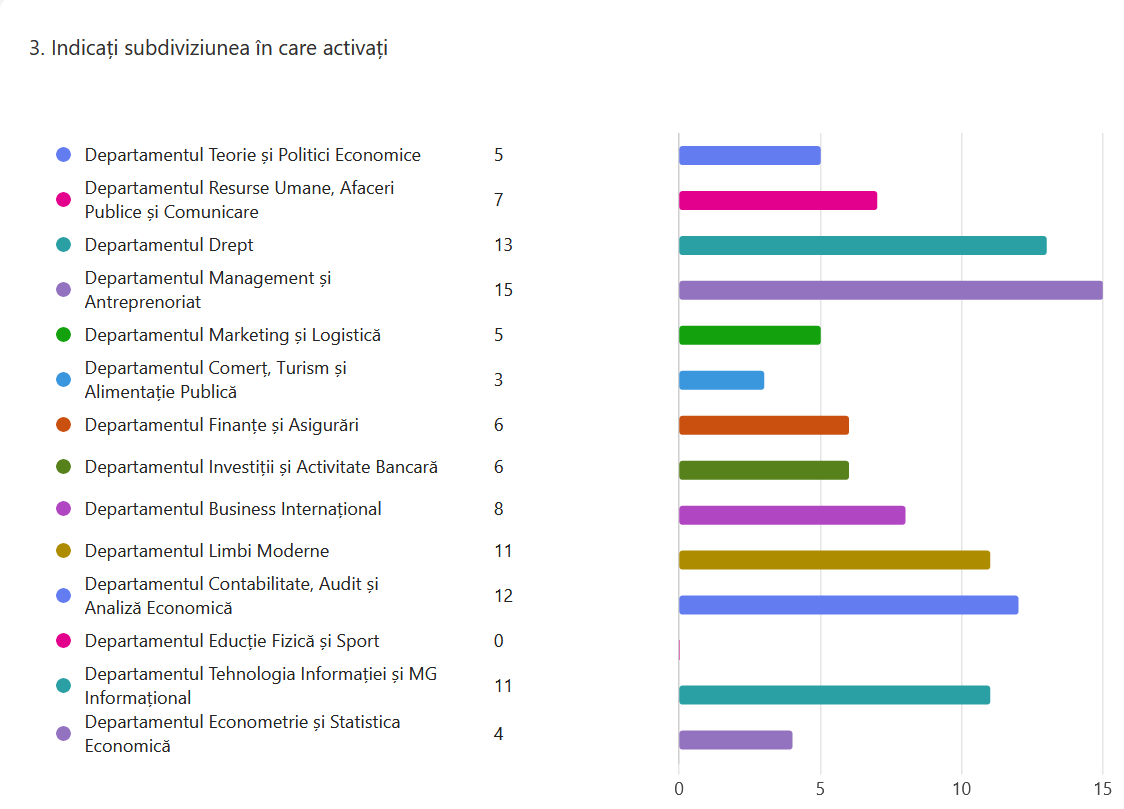 3. Indicați subdiviziunea în care activați
Departamentul Teorie și Politici Economice 5
Departamentul Resurse Umane, Afaceri
Publice și Comunicare 7
Departamentul Drept 13
Departamentul Management și
Antreprenoriat 15
Departamentul Marketing și Logistică 5
Departamentul Comerț, Turism și
Alimentație Publică 3
Departamentul Finanțe și Asigurări 6
Departamentul Investiții și Activitate Bancară 6
Departamentul Business Internațional 8
Departamentul Limbi Moderne 11
Departamentul Contabilitate, Audit și
Analiză Economică 12
Departamentul Educție Fizică și Sport 0
Departamentul Tehnologia Informației și MG
Informațional 11
Departamentul Econometrie și Statistica
Economică 4
0 5 10 15